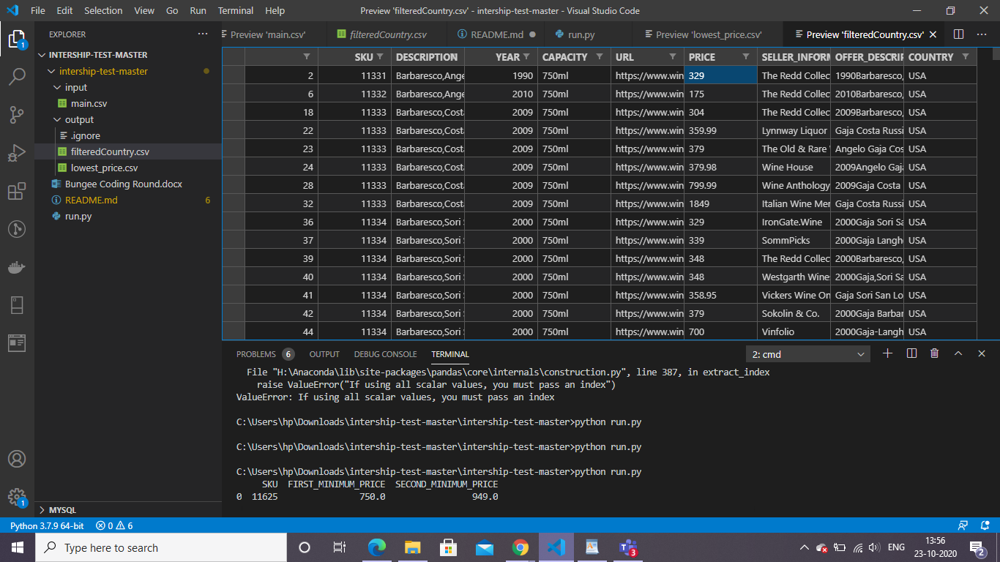 File Edit Selection View Go Run Terminal Help Preview 'filteredCountry.csv' - intership-test-master - Visual Studio Code
EXPLORER
Preview 'main.csv' filteredCountry.csv README.md run.py Preview 'lowest_price.csv' Preview 'filteredCountry.csv'
INTERSHIP-TEST-MASTER
intership-test-master
input
main.csv
output
.ignore
filteredCountry.csv
lowest_price.csv
Bungee Coding Round.docx
README.md 6
run.py
MYSQL
1
1
SKU DESCRIPTION YEAR CAPACITY URL PRICE SELLER_INFORM OFFER_DESCRIP COUNTRY
2 11331 Barbaresco,Ange 1990 750ml https://www.win 329 The Redd Collec 1990Barbaresco, USA
6 11332 Barbaresco,Ange 2010 750ml https://www.win 175 The Redd Collec 2010Barbaresco, USA
18 11333 Barbaresco,Costa 2009 750ml https://www.win 304 The Redd Collec 2009Barbaresco, USA
22 11333 Barbaresco,Costa 2009 750ml https://www.win 359.99 Lynnway Liquor Gaja Costa Russi USA
23 11333 Barbaresco,Costa 2009 750ml https://www.win 379 The Old & Rare Angelo Gaja Cos USA
24 11333 Barbaresco,Costa 2009 750ml https://www.win 379.98 Wine House 2009Angelo Gaja USA
28 11333 Barbaresco,Costa 2009 750ml https://www.win 799.99 Wine Anthology 2009Gaja Costa USA
32 11333 Barbaresco,Costa 2009 750ml https://www.win 1849 Italian Wine Mer Gaja Costa Russi USA
36 11334 Barbaresco,Sori 2000 750ml https://www.win 329 IronGate.Wine 2000Gaja Sori Sa USA
37 11334 Barbaresco,Sori 2000 750ml https://www.win 339 SommPicks 2000Gaja Langh USA
39 11334 Barbaresco,Sori 2000 750ml https://www.win 348 The Redd Collec 2000Barbaresco, USA
40 11334 Barbaresco,Sori 2000 750ml https://www.win 348 Westgarth Wine 2000Gaja,Sori Sa USA
41 11334 Barbaresco,Sori 2000 750ml https://www.win 358.95 Vickers Wine On Gaja Sori San Lo USA
42 11334 Barbaresco,Sori 2000 750ml https://www.win 379 Sokolin & Co. 2000Gaja Barbar USA
44 11334 Barbaresco,Sori 2000 750ml https://www.win 700 Vinfolio 2000Gaja-Langh USA
PROBLEMS 6 OUTPUT DEBUG CONSOLE TERMINAL 2: cmd
File "H:\Anaconda\lib\site-packages\pandas\core\internals\construction.py", line 387, in extract_index
raise ValueError("If using all scalar values, you must pass an index")
ValueError: If using all scalar values, you must pass an index
C:\Users\hp\Downloads\intership-test-master\intership-test-master>python run.py
C:\Users\hp\Downloads\intership-test-master\intership-test-master>python run.py
C:\Users\hp\Downloads\intership-test-master\intership-test-master>python run.py
SKU FIRST_MINIMUM_PRICE SECOND_MINIMUM_PRICE
0 11625 750.0 949.0
Python 3.7.9 64-bit 0 6
Type here to search
3
ENG
13:56
23-10-2020
2